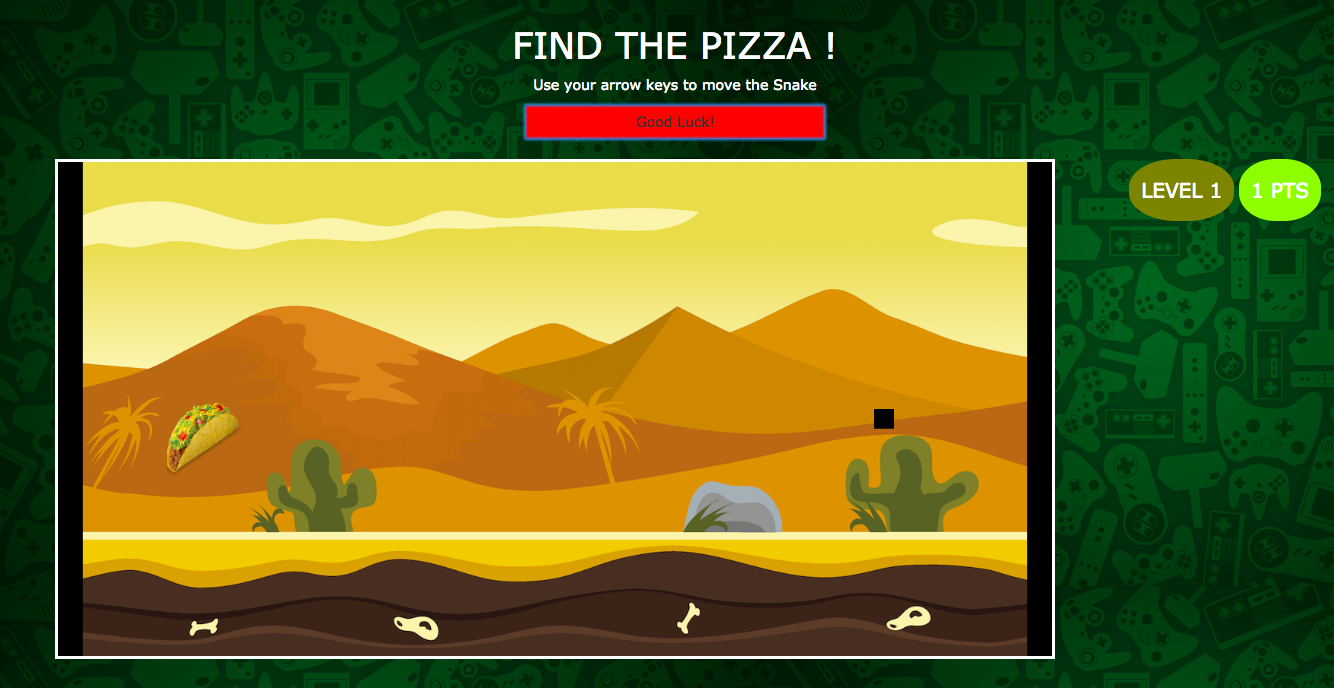 FIND THE PIZZA !
Use your arrow keys to move the Snake
Good Luck!
LEVEL 1
1 PTS